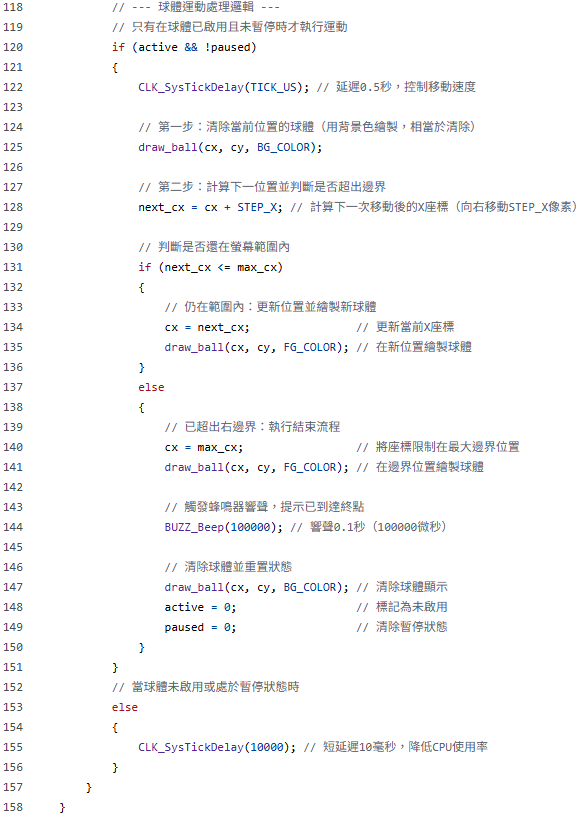 118             // --- 球體運動處理邏輯 ---
119             // 只有在球體已啟用且未暫停時才執行運動
120             if (active && !paused)
121             {
122                 CLK_SysTickDelay(TICK_US); // 延遲0.5秒，控制移動速度
123
124                 // 第一步：清除當前位置的球體（用背景色繪製，相當於清除）
125                 draw_ball(cx, cy, BG_COLOR);
126
127                 // 第二步：計算下一位置並判斷是否超出邊界
128                 next_cx = cx + STEP_X; // 計算下一次移動後的X座標（向右移動STEP_X像素）
129
130                 // 判斷是否還在螢幕範圍內
131                 if (next_cx <= max_cx)
132                 {
133                     // 仍在範圍內：更新位置並繪製新球體
134                     cx = next_cx;                // 更新當前X座標
135                     draw_ball(cx, cy, FG_COLOR); // 在新位置繪製球體
136                 }
137                 else
138                 {
139                     // 已超出右邊界：執行結束流程
140                     cx = max_cx;                 // 將座標限制在最大邊界位置
141                     draw_ball(cx, cy, FG_COLOR); // 在邊界位置繪製球體
142
143                     // 觸發蜂鳴器響聲，提示已到達終點
144                     BUZZ_Beep(100000); // 響聲0.1秒（100000微秒）
145
146                     // 清除球體並重置狀態
147                     draw_ball(cx, cy, BG_COLOR); // 清除球體顯示
148                     active = 0;                  // 標記為未啟用
149                     paused = 0;                  // 清除暫停狀態
150                 }
151             }
152             // 當球體未啟用或處於暫停狀態時
153             else
154             {
155                 CLK_SysTickDelay(10000); // 短延遲10毫秒，降低CPU使用率
156             }
157         }
158     }